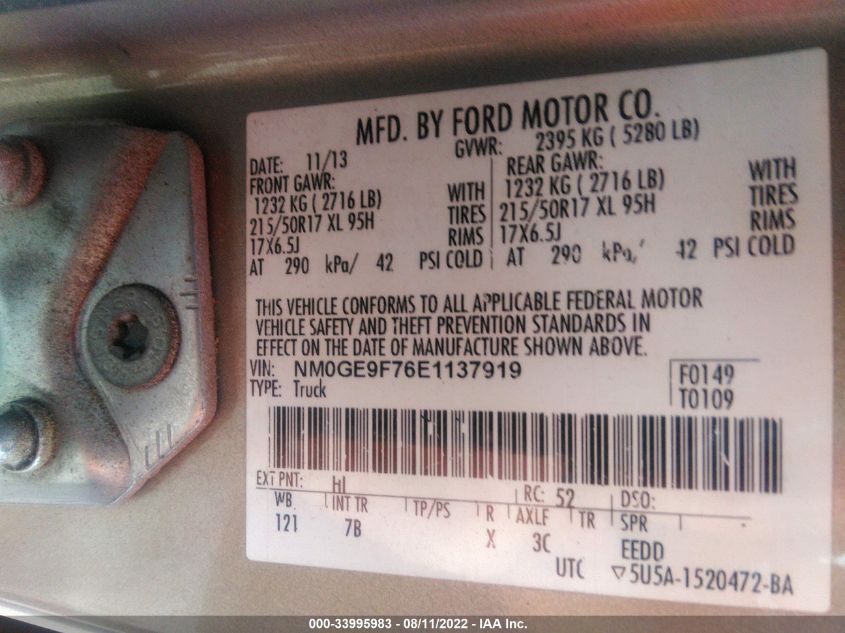 MFD. BY FORD MOTOR CO.
DATE: 11/13 GVWR: 2395 KG ( 5280 LB)
FRONT GAWR: REAR GAWR:
1232 KG ( 2716 LB) WITH 1232 KG ( 2716 LB) WITH
215/50R17 XL 95H TIRES 215/50R17 XL 95H TIRES
17X6.5J RIMS 17X6.5J RIMS
AT 290 kPa/ 42 PSI COLD AT 290 kPa/ 42 PSI COLD
THIS VEHICLE CONFORMS TO ALL APPLICABLE FEDERAL MOTOR
VEHICLE SAFETY AND THEFT PREVENTION STANDARDS IN
EFFECT ON THE DATE OF MANUFACTURE SHOWN ABOVE.
VIN: NM0GE9F76E1137919 F0149
TYPE: Truck T0109
EXT PNT: HI RC: 52 DSO:
WB INT TR TP/PS R AXLE TR SPR
121 7B X 3C EEDD
UTC ▽5U5A-1520472-BA
000-33995983 - 08/11/2022 - IAA Inc.